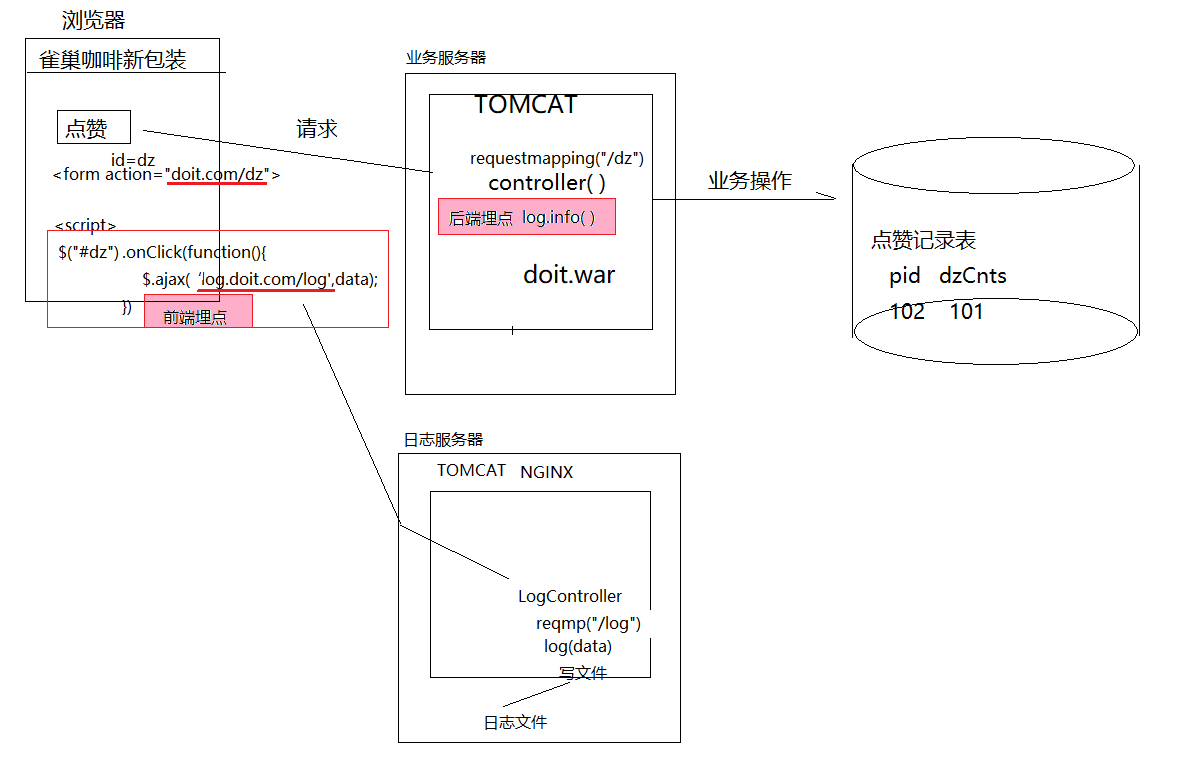 浏览器
雀巢咖啡新包装
点赞
id=dz
<form action="doit.com/dz">
<script>
$("#dz").onClick(function(){
$.ajax( ‘log.doit.com/log',data);
})
前端埋点
请求
业务服务器
TOMCAT
requestmapping("/dz")
controller( )
后端埋点 log.info( )
doit.war
业务操作
点赞记录表
pid dzCnts
102 101
日志服务器
TOMCAT NGINX
LogController
reqmp("/log")
log(data)
写文件
日志文件